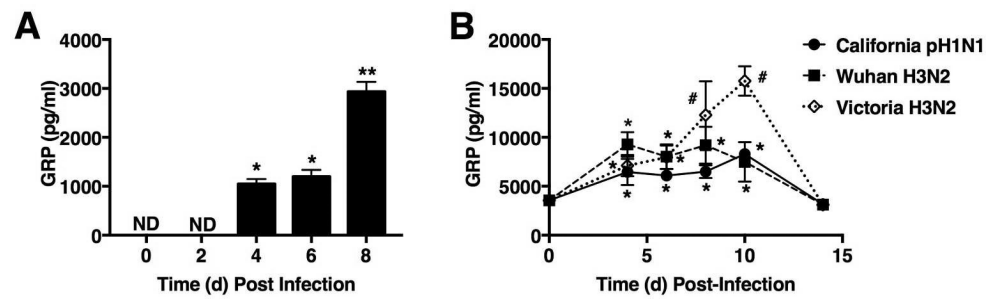 A
GRP (pg/ml)
4000
3000
2000
1000
0
ND
ND
*
*
**
0 2 4 6 8
Time (d) Post Infection
B
GRP (pg/ml)
20000
15000
10000
5000
0
#
#
*
*
*
*
*
*
*
*
*
*
0 5 10 15
Time (d) Post-Infection
California pH1N1
Wuhan H3N2
Victoria H3N2